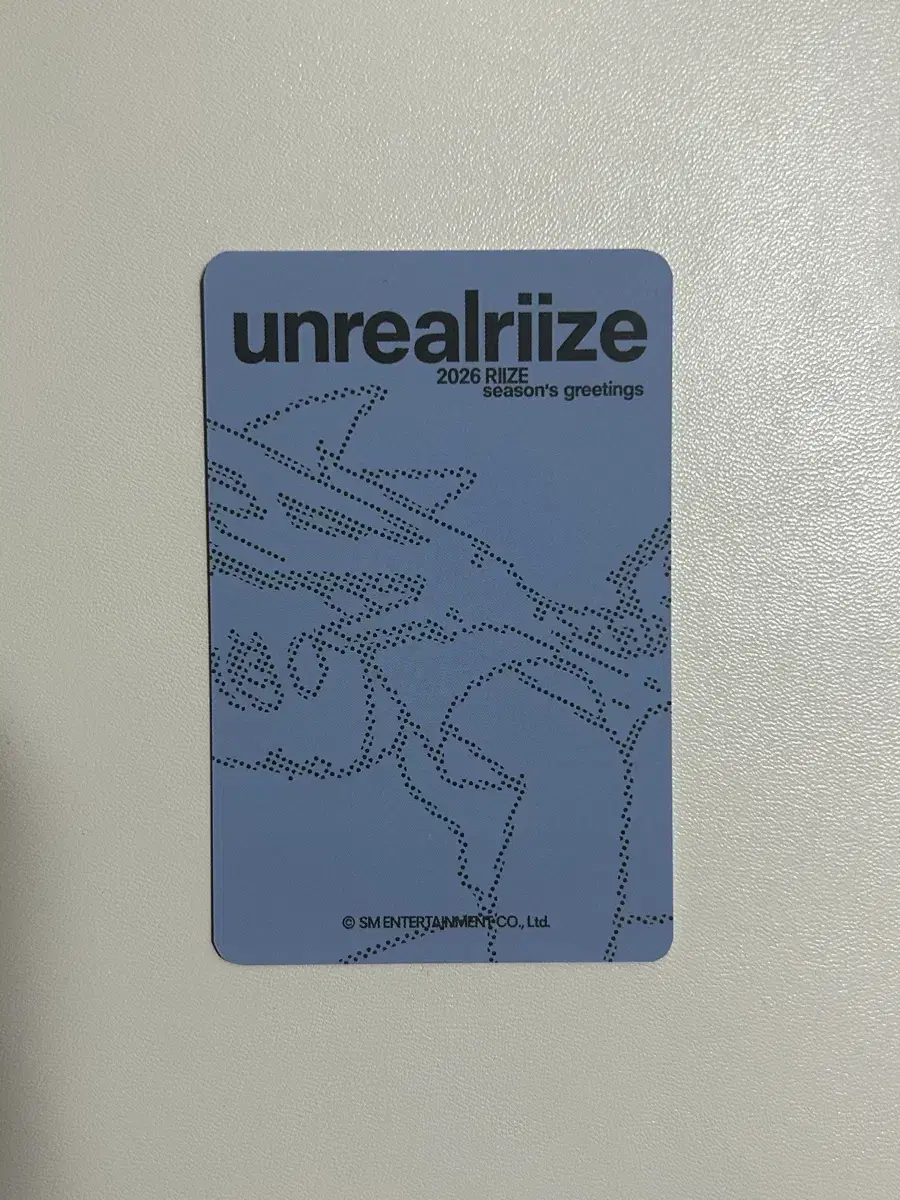 unrealriize
2026 RIIZE
season's greetings
© SM ENTERTAINMENT CO., Ltd.